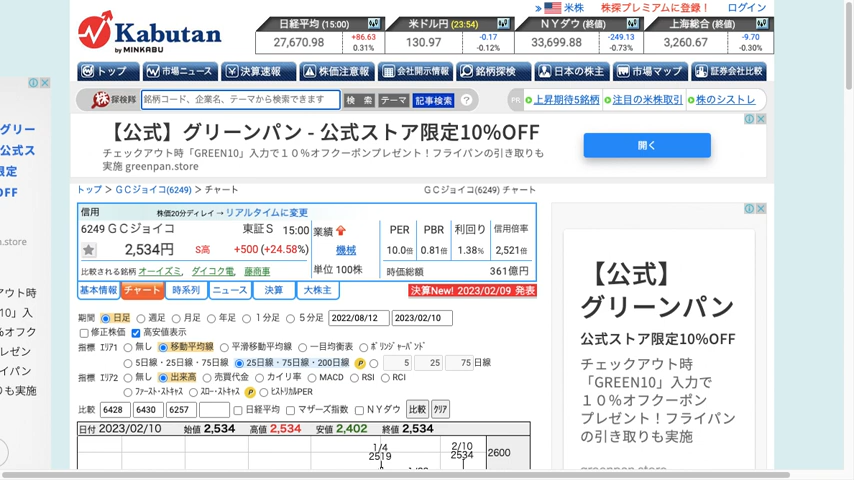 米株 株探プレミアムに登録! ログイン
Kabutan
by MINKABU
日経平均 (15:00) 米ドル円 (23:54) NYダウ (終値) 上海総合 (終値)
27,670.98 +86.63 0.31% 130.97 -0.17 -0.12% 33,699.88 -249.13 -0.73% 3,260.67 -9.70 -0.30%
トップ 市場ニュース 決算速報 株価注意報 会社開示情報 銘柄探検 日本の株主 市場マップ 証券会社比較
株探検隊 銘柄コード、企業名、テーマから検索できます 検 索 テーマ 記事検索 ? PR 上昇期待5銘柄 注目の米株取引 株のシストレ
【公式】グリーンパン - 公式ストア限定10%OFF
チェックアウト時「GREEN10」入力で10%オフクーポンプレゼント!フライパンの引き取りも
実施 greenpan.store
開く
トップ > GCジョイコ(6249) > チャート GCジョイコ(6249) チャート
信用 株価20分ディレイ → リアルタイムに変更
6249 GCジョイコ 東証S 15:00 業績
2,534円 S高 +500 (+24.58%) 機械
比較される銘柄 オーイズミ, ダイコク電, 藤商事 単位 100株
PER PBR 利回り 信用倍率
10.0倍 0.81倍 1.38% 2,521倍
時価総額 361億円
基本情報 チャート 時系列 ニュース 決算 大株主 決算New! 2023/02/09 発表
期間 日足 週足 月足 年足 1分足 5分足 2022/08/12 2023/02/10
修正株価 高安値表示
指標 エリア1 無し 移動平均線 平滑移動平均線 一目均衡表 ボリンジャーバンド
5日線・25日線・75日線 25日線・75日線・200日線 P 5 25 75 日線
指標 エリア2 無し 出来高 売買代金 カイリ率 MACD RSI RCI
ファースト・ストキャス スロー・ストキャス P ヒストリカルPER
比較 6428 6430 6257 日経平均 マザーズ指数 NYダウ 比較 クリア
日付 2023/02/10 始値 2,534 高値 2,534 安値 2,402 終値 2,534
1/4
2519
2/10
2534
2600
グリー
公式ス
限定
OFF
n.store
アウト時
10」入
%オフク
レゼン
ライパン
りも実施
【公式】
グリーンパン
公式ストア限定10%OFF
チェックアウト時
「GREEN10」入力で
10%オフクーポン
プレゼント!フライパン
の引き取りも実施
greenpan.store